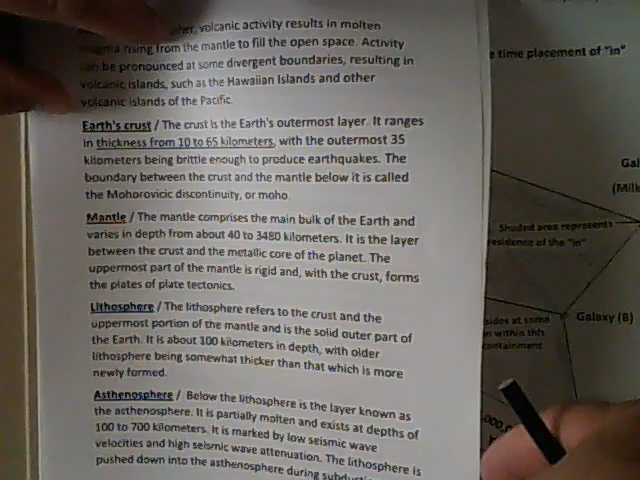 other, volcanic activity results in molten
magma rising from the mantle to fill the open space. Activity
can be pronounced at some divergent boundaries, resulting in
volcanic islands, such as the Hawaiian Islands and other
volcanic islands of the Pacific.
Earth's crust / The crust is the Earth's outermost layer. It ranges
in thickness from 10 to 65 kilometers, with the outermost 35
kilometers being brittle enough to produce earthquakes. The
boundary between the crust and the mantle below it is called
the Mohorovicic discontinuity, or moho.
Mantle / The mantle comprises the main bulk of the Earth and
varies in depth from about 40 to 3480 kilometers. It is the layer
between the crust and the metallic core of the planet. The
uppermost part of the mantle is rigid and, with the crust, forms
the plates of plate tectonics.
Lithosphere / The lithosphere refers to the crust and the
uppermost portion of the mantle and is the solid outer part of
the Earth. It is about 100 kilometers in depth, with older
lithosphere being somewhat thicker than that which is more
newly formed.
Asthenosphere / Below the lithosphere is the layer known as
the asthenosphere. It is partially molten and exists at depths of
100 to 700 kilometers. It is marked by low seismic wave
velocities and high seismic wave attenuation. The lithosphere is
pushed down into the asthenosphere during
time placement of "in"
Gal
(Milk
Shaded area represents
residence of the "in"
Galaxy (B)
at some
within this
containment